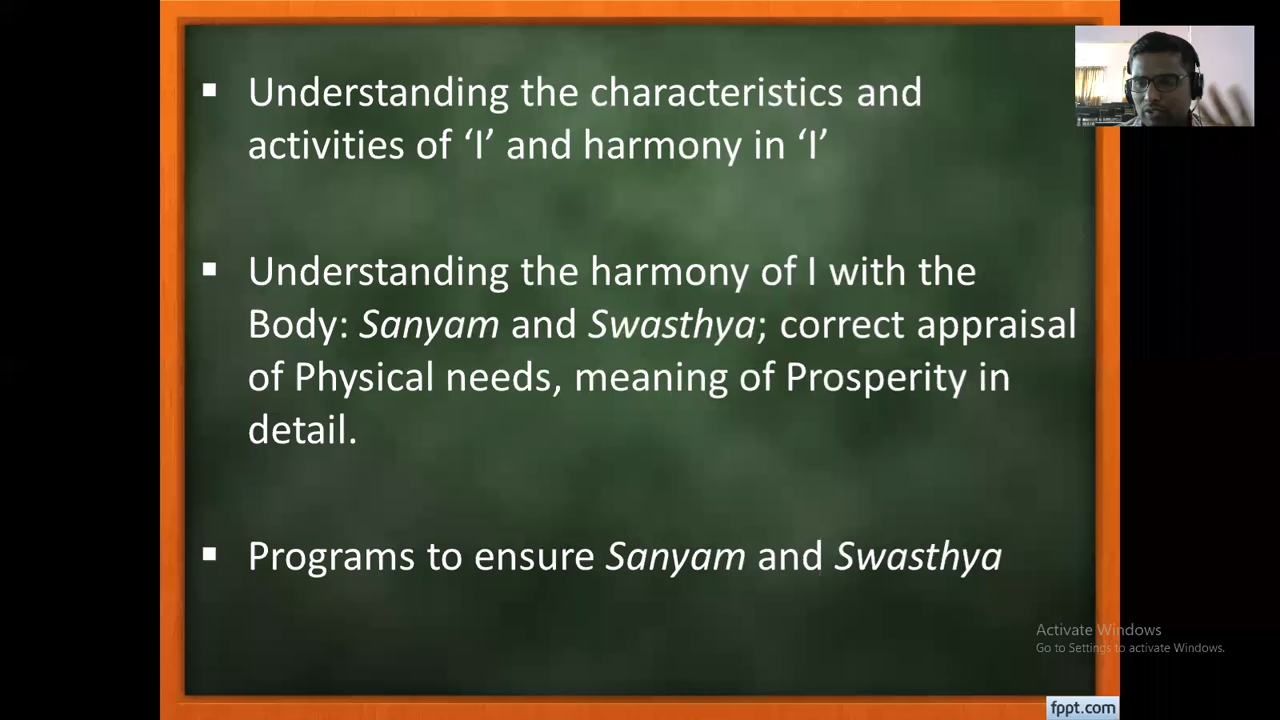 ▪ Understanding the characteristics and
activities of ‘I’ and harmony in ‘I’
▪ Understanding the harmony of I with the
Body: Sanyam and Swasthya; correct appraisal
of Physical needs, meaning of Prosperity in
detail.
▪ Programs to ensure Sanyam and Swasthya
Activate Windows
Go to Settings to activate Windows.
fppt.com